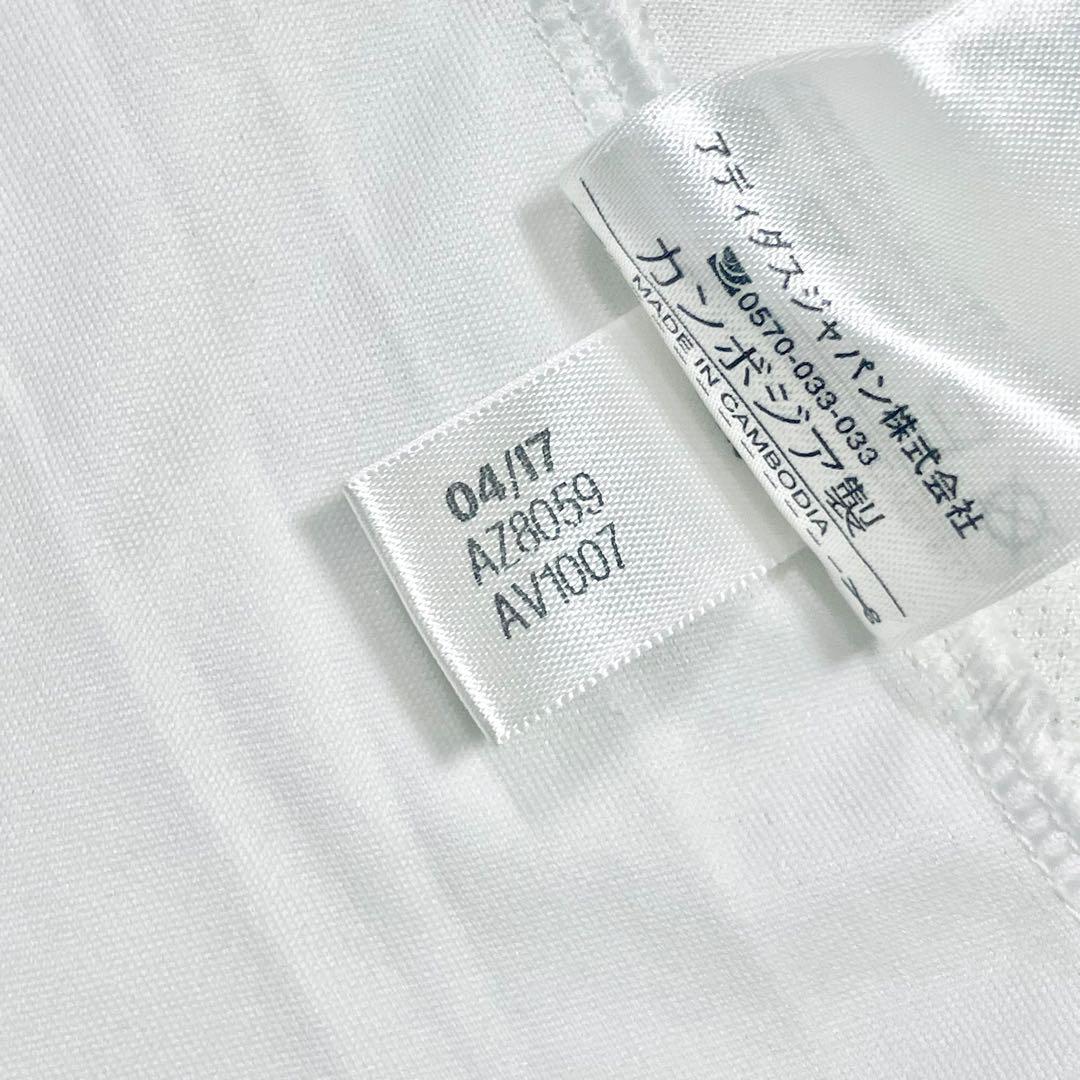 アディダスジャパン株式会社
0570-033-033
カンボジア製
MADE IN CAMBODIA
04/17
AZ8059
AV1007